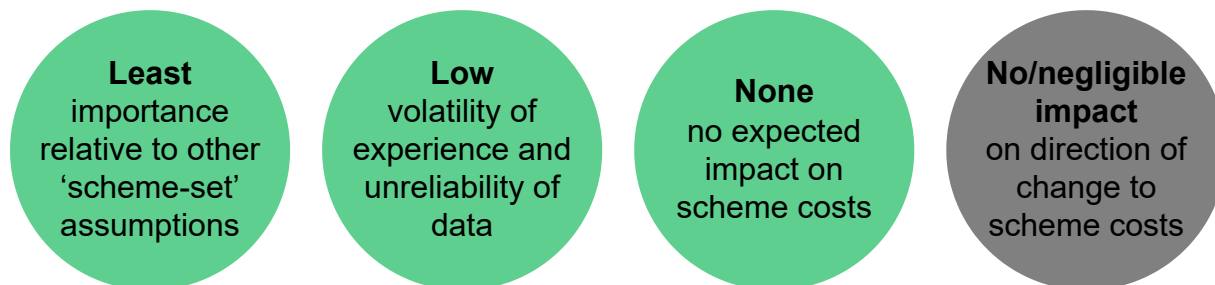 Least
importance
relative to other
‘scheme-set’
assumptions
Low
volatility of
experience and
unreliability of
data
None
no expected
impact on
scheme costs
No/negligible
impact
on direction of
change to
scheme costs